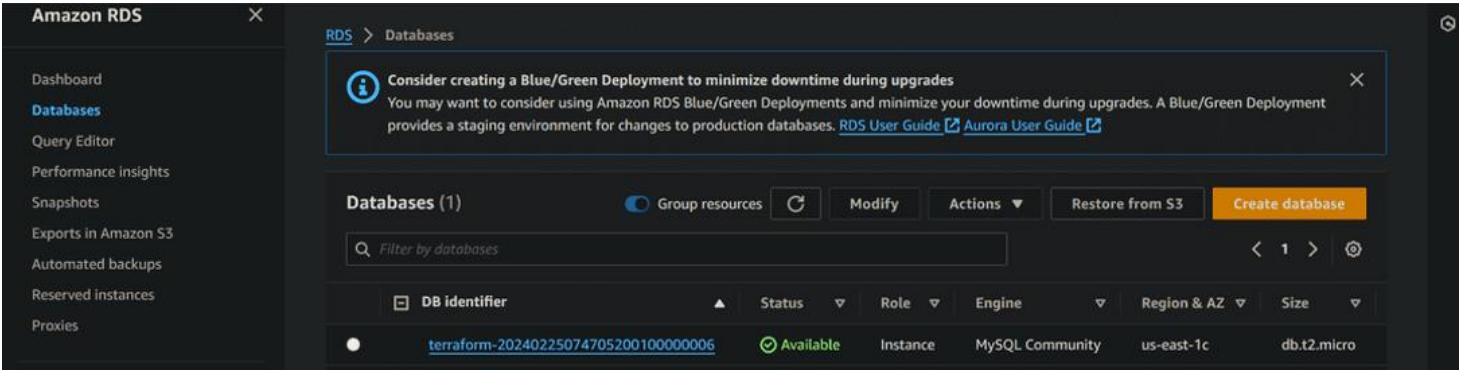 Amazon RDS
Dashboard
Databases
Query Editor
Performance insights
Snapshots
Exports in Amazon S3
Automated backups
Reserved instances
Proxies
RDS > Databases
Consider creating a Blue/Green Deployment to minimize downtime during upgrades
You may want to consider using Amazon RDS Blue/Green Deployments and minimize your downtime during upgrades. A Blue/Green Deployment
provides a staging environment for changes to production databases. RDS User Guide Aurora User Guide
Databases (1) Group resources Modify Actions Restore from S3 Create database
Filter by databases 1
DB identifier Status Role Engine Region & AZ Size
terraform-20240225074705200100000006 Available Instance MySQL Community us-east-1c db.t2.micro